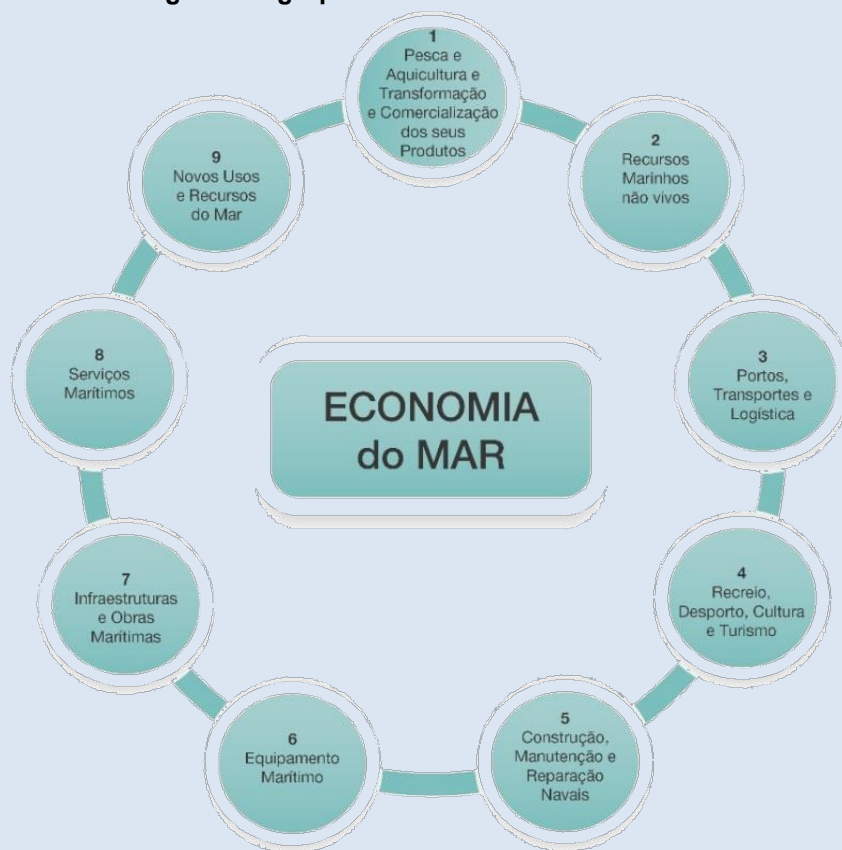 1
Pesca e
Aquicultura e
Transformação
e Comercialização
dos seus
Produtos
2
Recursos
Marinhos
não vivos
3
Portos,
Transportes e
Logística
4
Recreio,
Desporto, Cultura
e Turismo
5
Construção,
Manutenção e
Reparação
Navais
6
Equipamento
Marítimo
7
Infraestruturas
e Obras
Marítimas
8
Serviços
Marítimos
9
Novos Usos
e Recursos
do Mar
ECONOMIA
do MAR